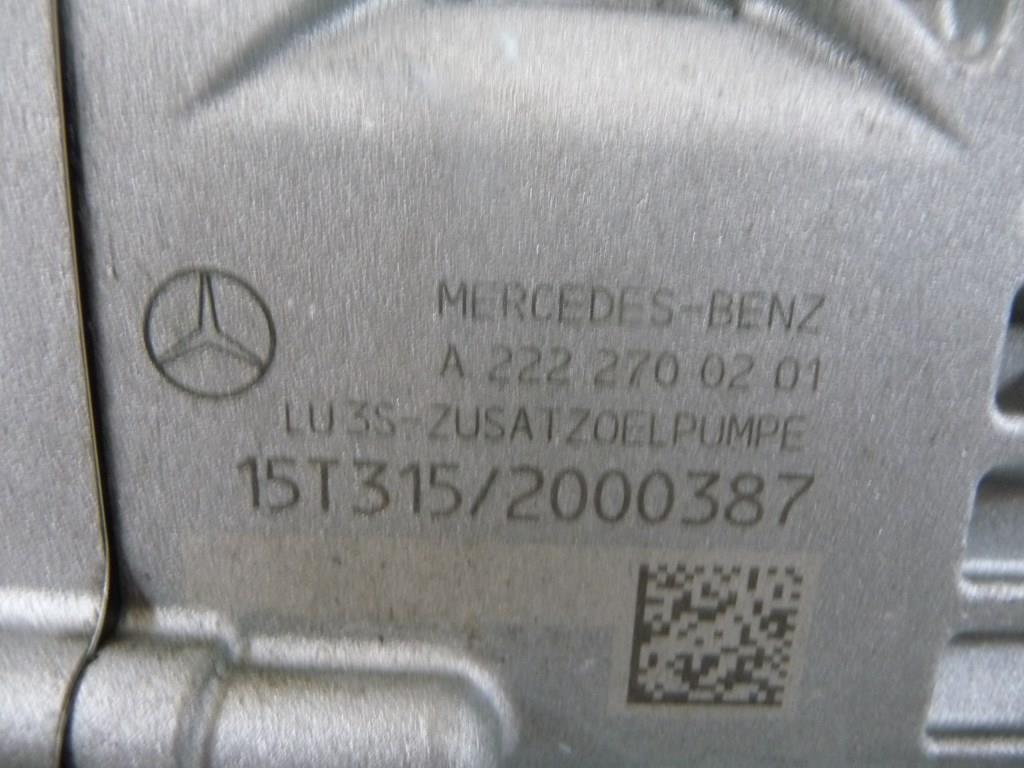 MERCEDES-BENZ
A 222 270 02 01
LU3S-ZUSATZOELPUMPE
15T315/2000387